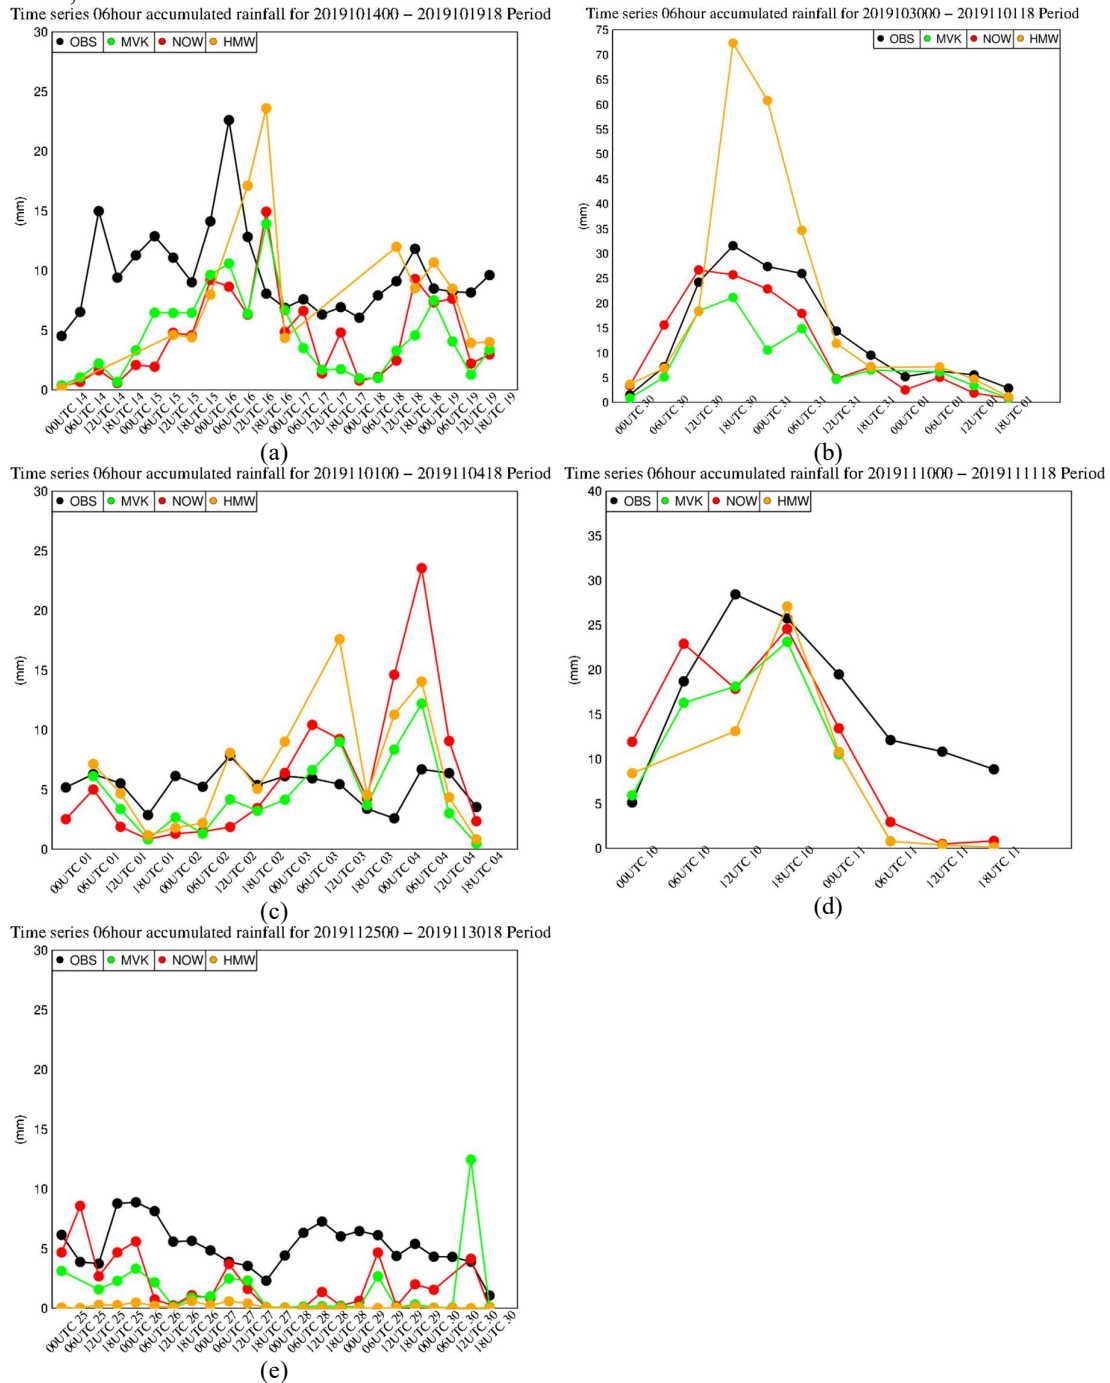 Time series 06hour accumulated rainfall for 2019101400 − 2019101918 Period
OBS MVK NOW HMW
30
25
20
15
10
5
0
(mm)
00UTC 14
06UTC 14
12UTC 14
18UTC 14
00UTC 15
06UTC 15
12UTC 15
18UTC 15
00UTC 16
06UTC 16
12UTC 16
18UTC 16
00UTC 17
06UTC 17
12UTC 17
18UTC 17
00UTC 18
06UTC 18
12UTC 18
18UTC 18
00UTC 19
06UTC 19
12UTC 19
18UTC 19
(a)
Time series 06hour accumulated rainfall for 2019103000 − 2019110118 Period
OBS MVK NOW HMW
75
70
65
60
55
50
45
40
35
30
25
20
15
10
5
0
(mm)
00UTC 30
06UTC 30
12UTC 30
18UTC 30
00UTC 31
06UTC 31
12UTC 31
18UTC 31
00UTC 01
06UTC 01
12UTC 01
18UTC 01
(b)
Time series 06hour accumulated rainfall for 2019110100 − 2019110418 Period
OBS MVK NOW HMW
30
25
20
15
10
5
0
(mm)
00UTC 01
06UTC 01
12UTC 01
18UTC 01
00UTC 02
06UTC 02
12UTC 02
18UTC 02
00UTC 03
06UTC 03
12UTC 03
18UTC 03
00UTC 04
06UTC 04
12UTC 04
18UTC 04
(c)
Time series 06hour accumulated rainfall for 2019111000 − 2019111118 Period
OBS MVK NOW HMW
40
35
30
25
20
15
10
5
0
(mm)
00UTC 10
06UTC 10
12UTC 10
18UTC 10
00UTC 11
06UTC 11
12UTC 11
18UTC 11
(d)
Time series 06hour accumulated rainfall for 2019112500 − 2019113018 Period
OBS MVK NOW HMW
30
25
20
15
10
5
0
(mm)
00UTC 25
06UTC 25
12UTC 25
18UTC 25
00UTC 26
06UTC 26
12UTC 26
18UTC 26
00UTC 27
06UTC 27
12UTC 27
18UTC 27
00UTC 28
06UTC 28
12UTC 28
18UTC 28
00UTC 29
06UTC 29
12UTC 29
18UTC 29
00UTC 30
06UTC 30
12UTC 30
18UTC 30
(e)